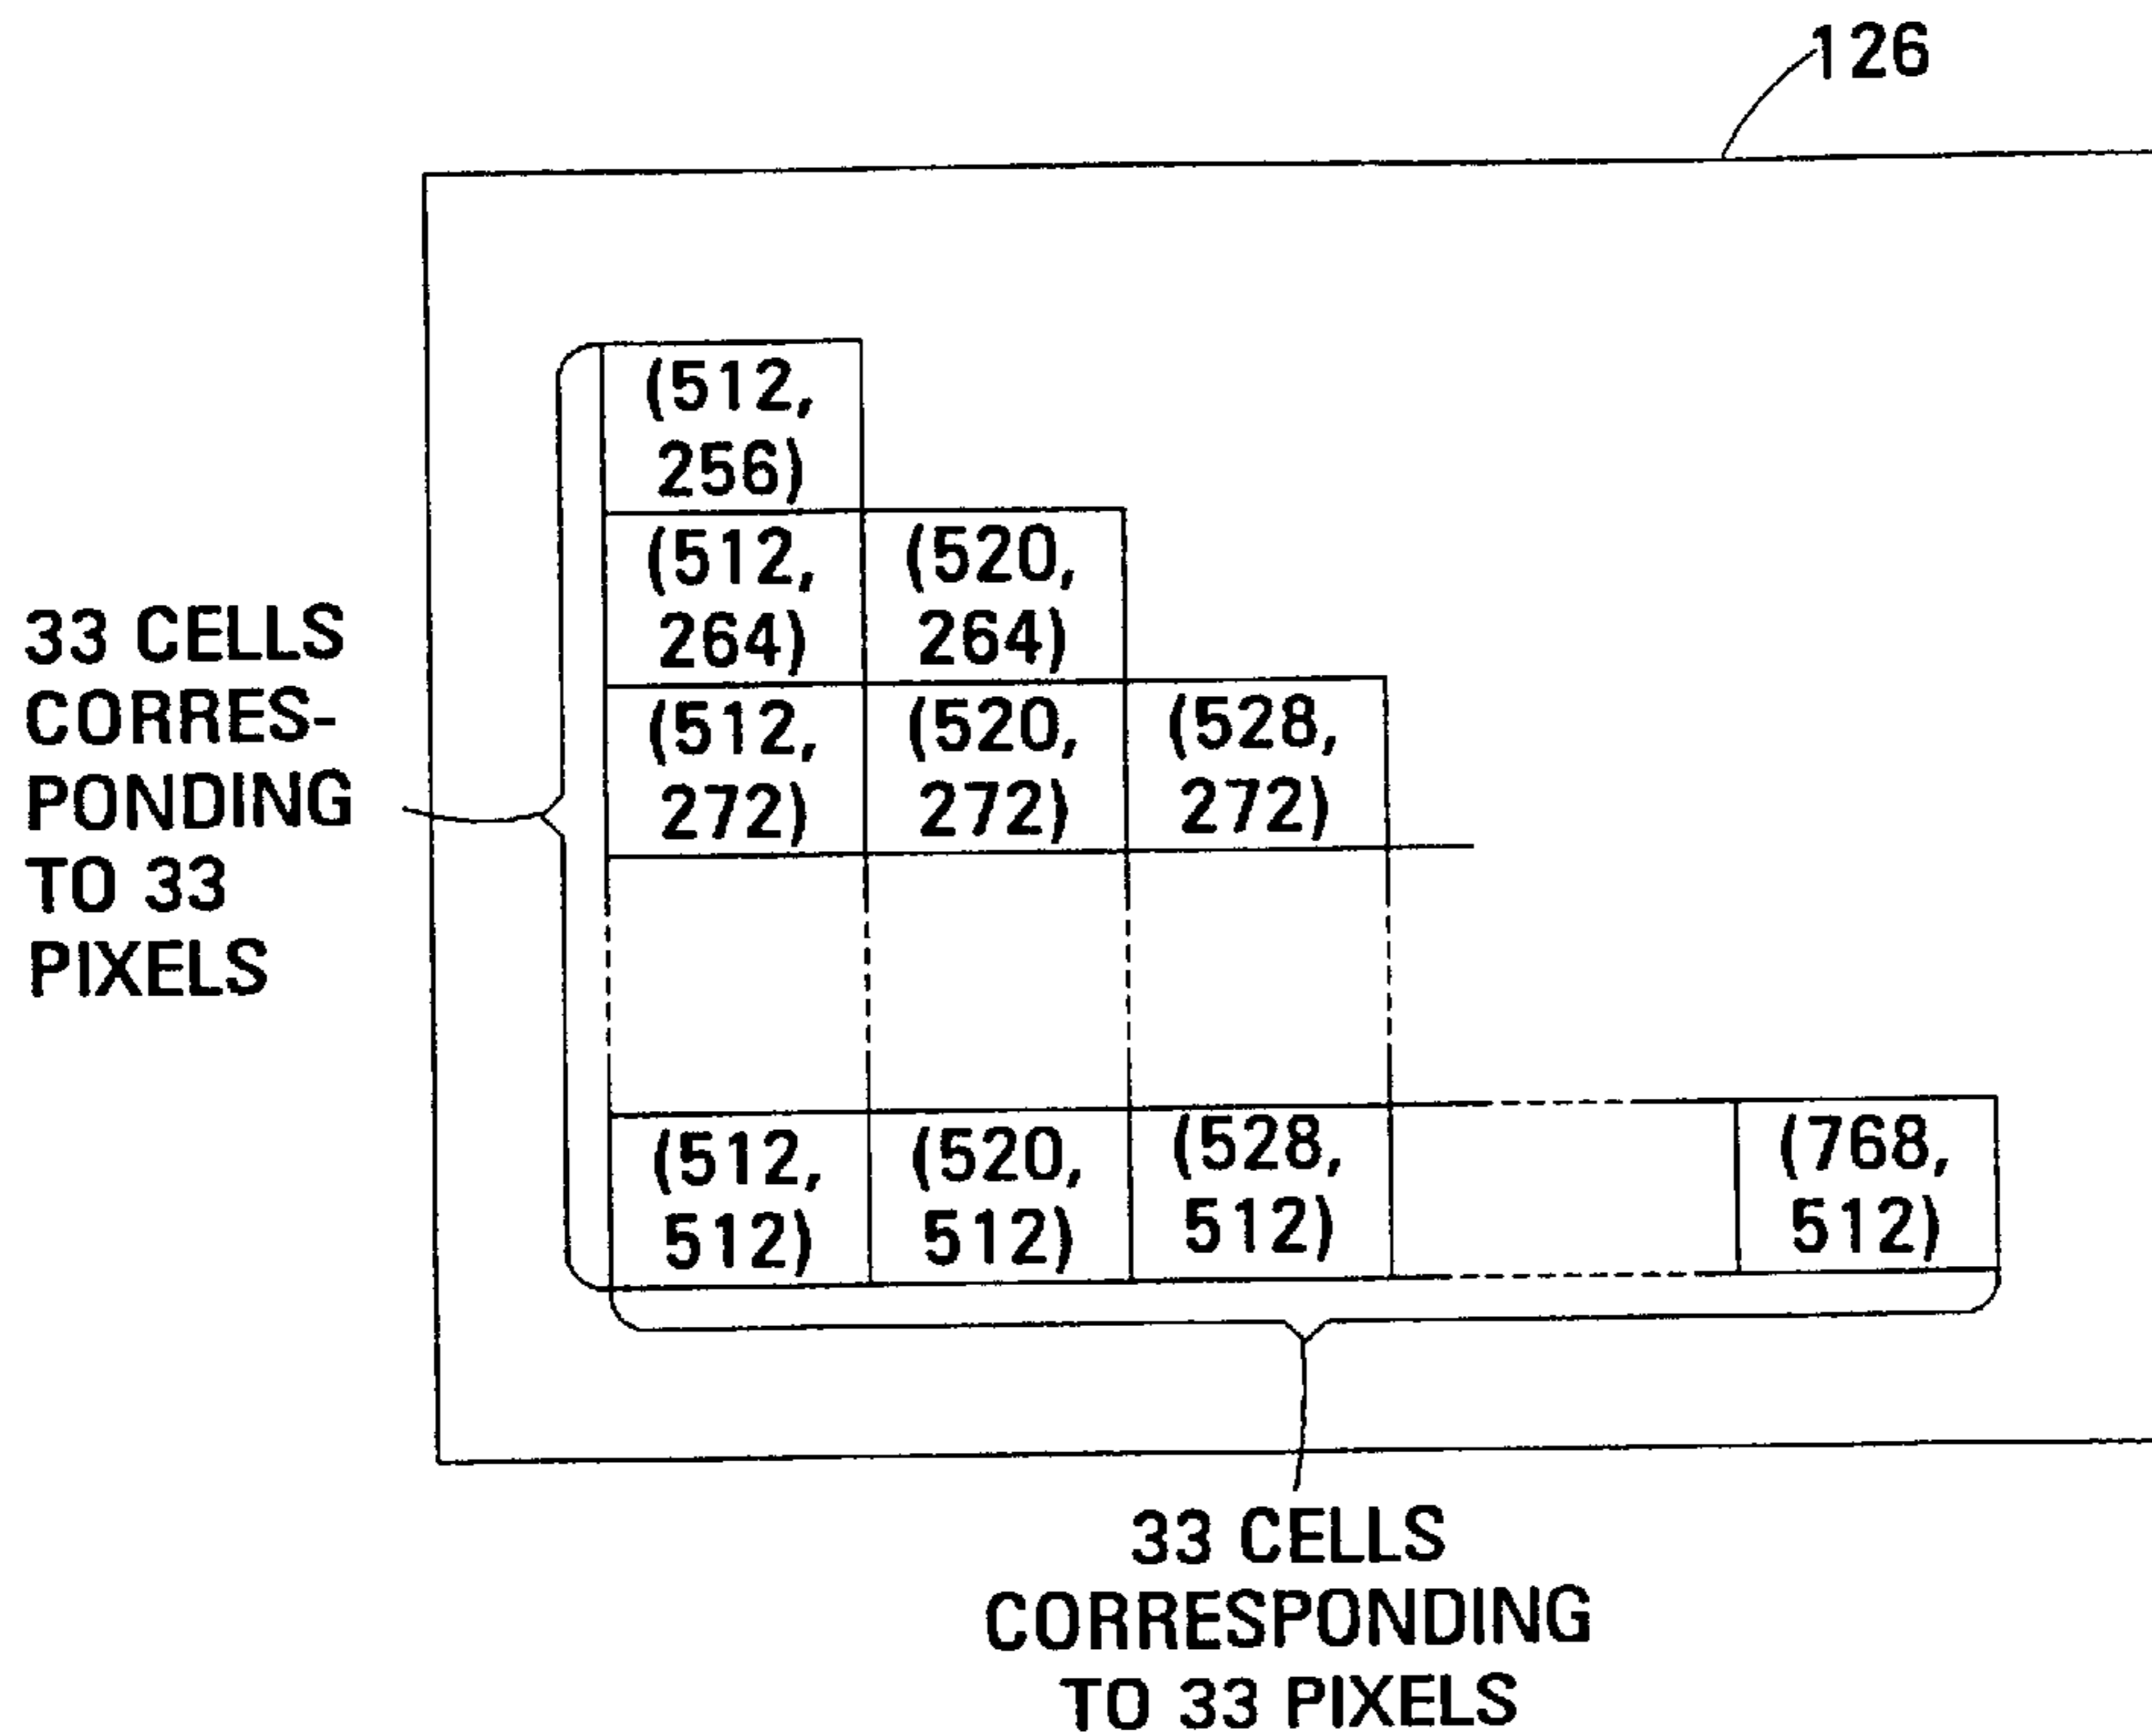 126
(512,
256)
(512,
264)
(520,
264)
(512,
272)
(520,
272)
(528,
272)
33 CELLS
CORRES-
PONDING
TO 33
PIXELS
(512,
512)
(520,
512)
(528,
512)
(768,
512)
33 CELLS
CORRESPONDING
TO 33 PIXELS